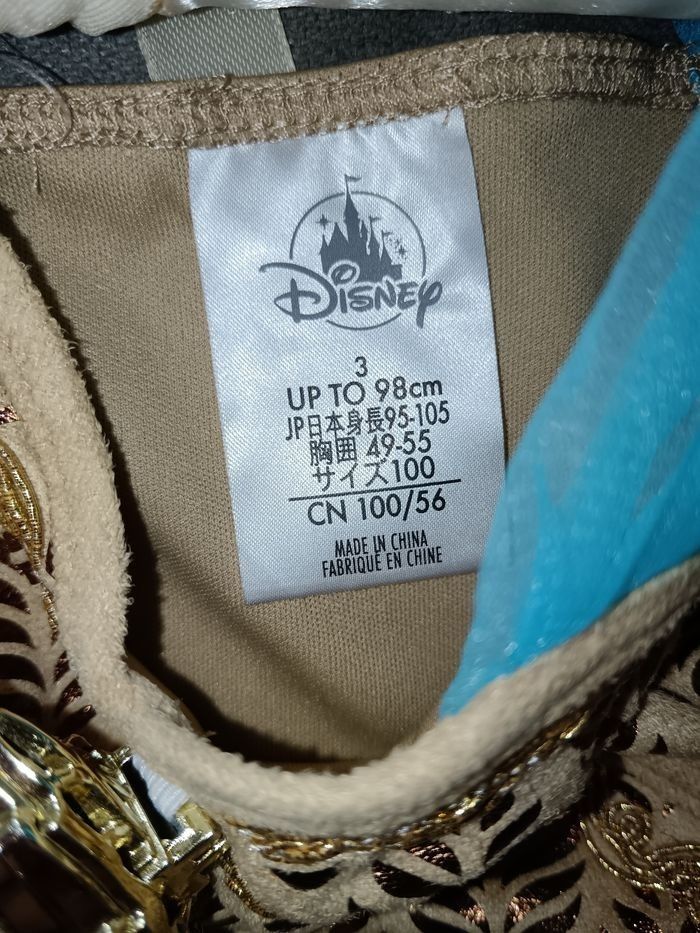 Disney
3
UP TO 98cm
JP日本身長95-105
胸囲 49-55
サイズ100
CN 100/56
MADE IN CHINA
FABRIQUÉ EN CHINE